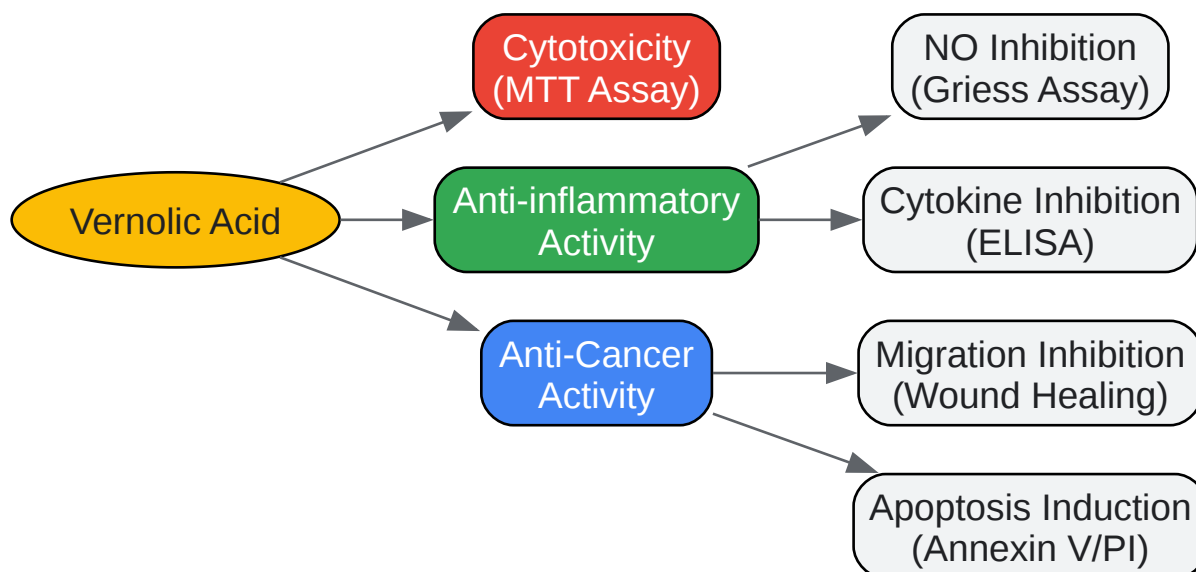 Vernolic Acid
Cytotoxicity
(MTT Assay)
Anti-inflammatory
Activity
Anti-Cancer
Activity
NO Inhibition
(Griess Assay)
Cytokine Inhibition
(ELISA)
Migration Inhibition
(Wound Healing)
Apoptosis Induction
(Annexin V/PI)